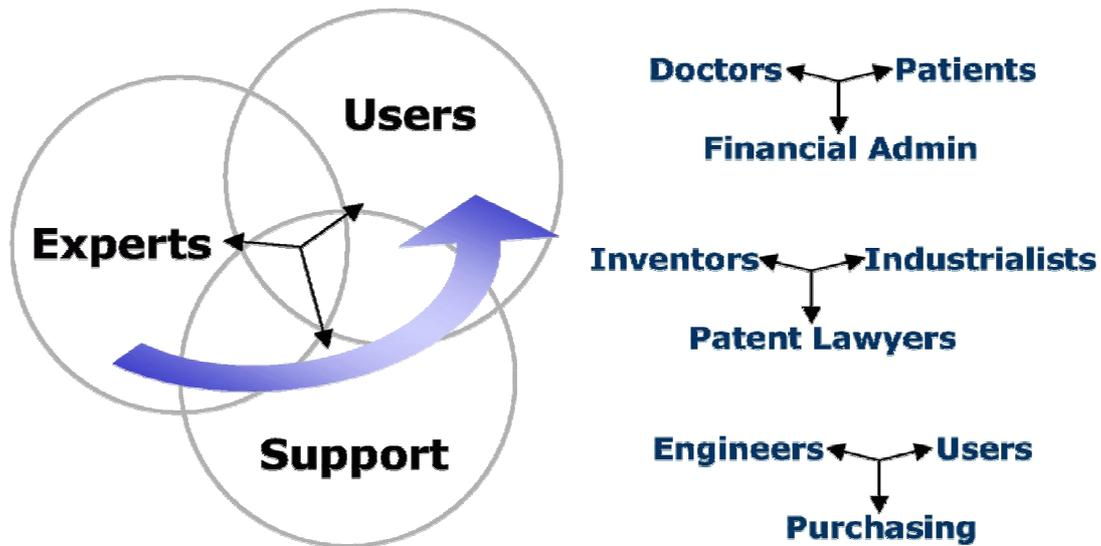 Users
Experts
Support
Doctors Patients
Financial Admin
Inventors Industrialists
Patent Lawyers
Engineers Users
Purchasing